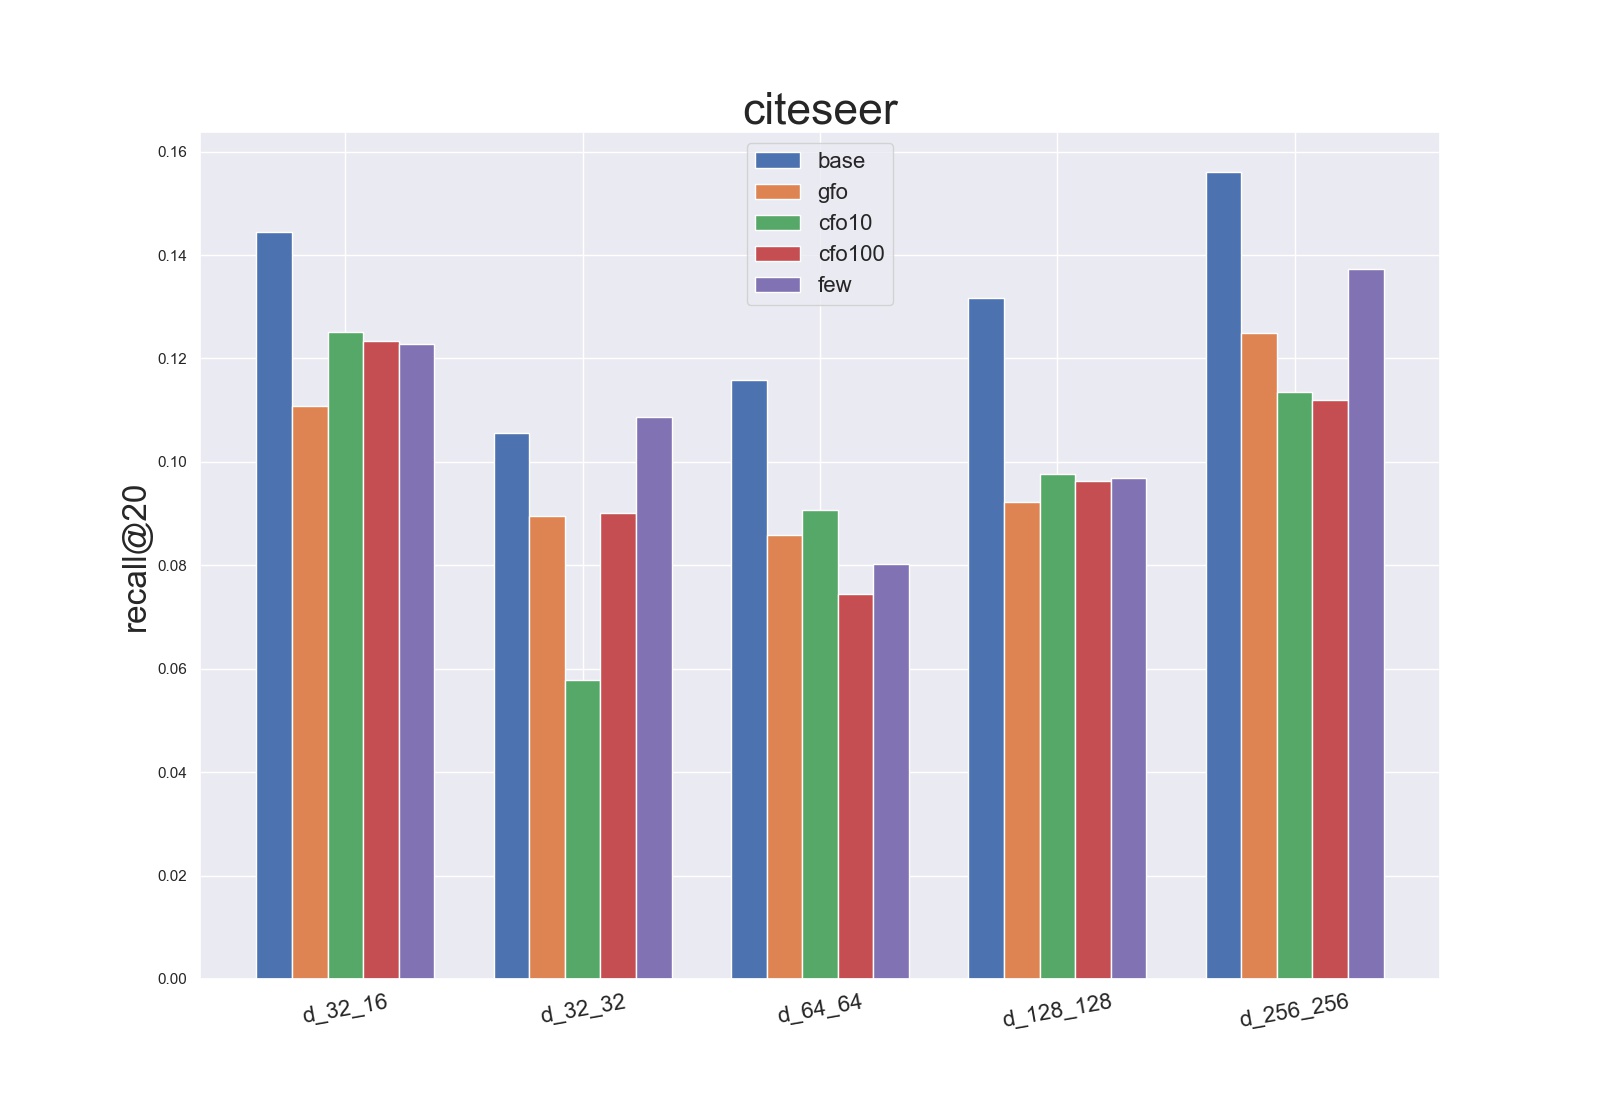 citeseer
base
gfo
cfo10
cfo100
few
recall@20
0.16
0.14
0.12
0.10
0.08
0.06
0.04
0.02
0.00
d_32_16
d_32_32
d_64_64
d_128_128
d_256_256